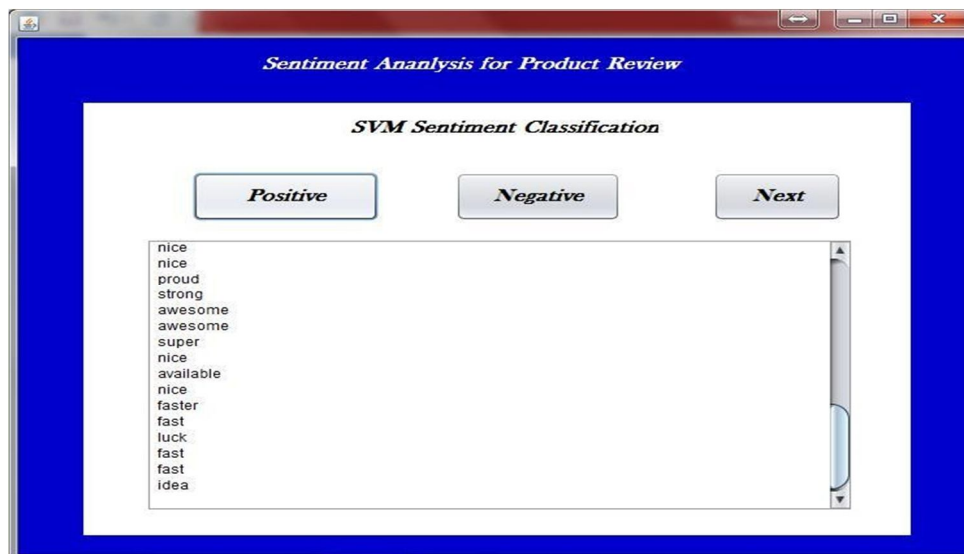 Sentiment Ananlysis for Product Review
SVM Sentiment Classification
Positive Negative Next
nice
nice
proud
strong
awesome
awesome
super
nice
available
nice
faster
fast
luck
fast
fast
idea